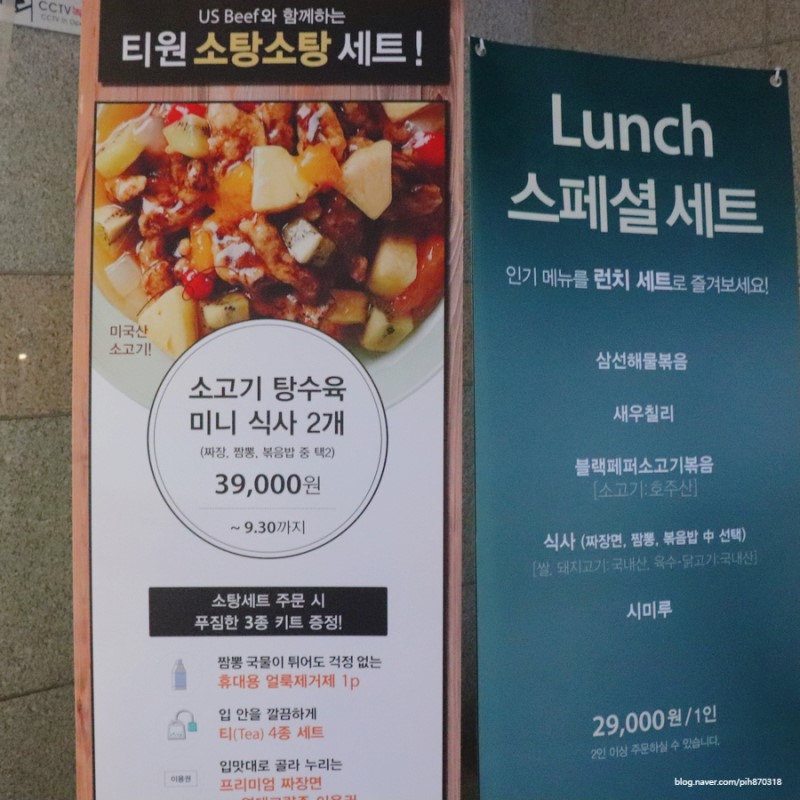 CCTV
US Beef와 함께하는
티원 소탕소탕 세트!
미국산
소고기!
소고기 탕수육
미니 식사 2개
(짜장, 짬뽕, 볶음밥 중 택2)
39,000원
~ 9.30까지
소탕세트 주문 시
푸짐한 3종 키트 증정!
짬뽕 국물이 튀어도 걱정 없는
휴대용 얼룩제거제 1p
입 안을 깔끔하게
티(Tea) 4종 세트
이용권
입맛대로 골라 누리는
프리미엄 짜장면
Lunch
스페셜 세트
인기 메뉴를 런치 세트로 즐겨보세요!
삼선해물볶음
새우칠리
블랙페퍼소고기볶음
[소고기:호주산]
식사 (짜장면, 짬뽕, 볶음밥 中 선택)
[쌀, 돼지고기:국내산, 육수-닭고기:국내산]
시미루
29,000원/1인
2인 이상 주문하실 수 있습니다.
blog.naver.com/pih870318